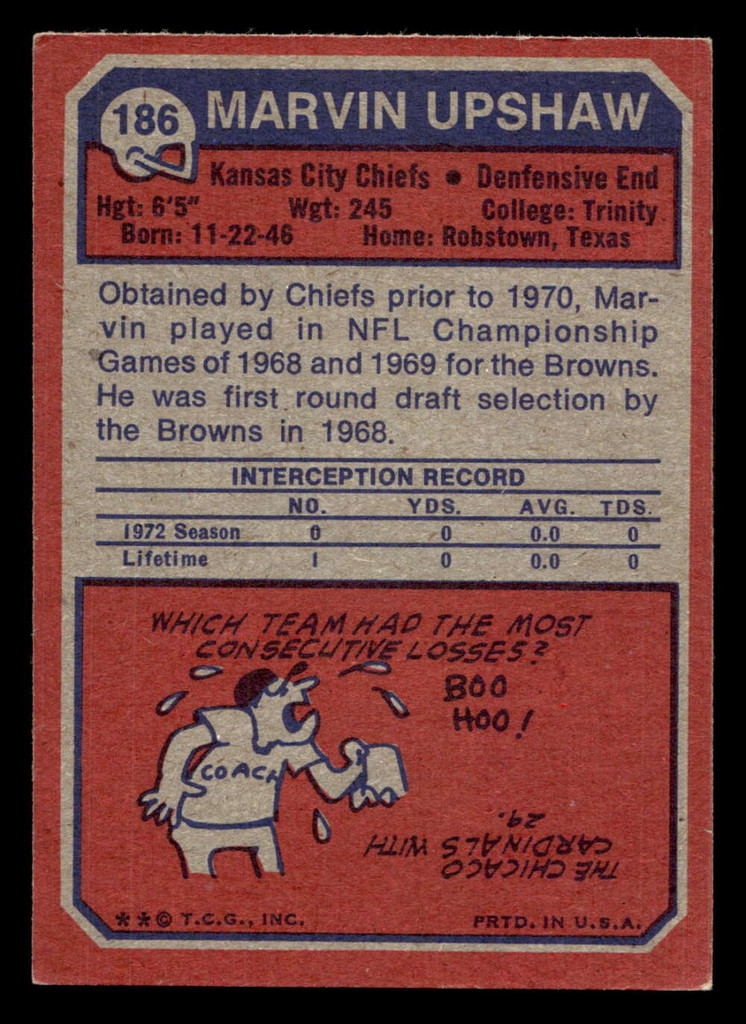 186
MARVIN UPSHAW
Kansas City Chiefs • Denfensive End
Hgt: 6'5" Wgt: 245 College: Trinity
Born: 11-22-46 Home: Robstown, Texas
Obtained by Chiefs prior to 1970, Mar-
vin played in NFL Championship
Games of 1968 and 1969 for the Browns.
He was first round draft selection by
the Browns in 1968.
INTERCEPTION RECORD
NO. YDS. AVG. TDS.
1972 Season 0 0 0.0 0
Lifetime 1 0 0.0 0
WHICH TEAM HAD THE MOST
CONSECUTIVE LOSSES?
BOO
HOO!
COACH
THE CHICAGO
CARDINALS WITH
29.
** © T.C.G., INC. PRTD. IN U.S.A.